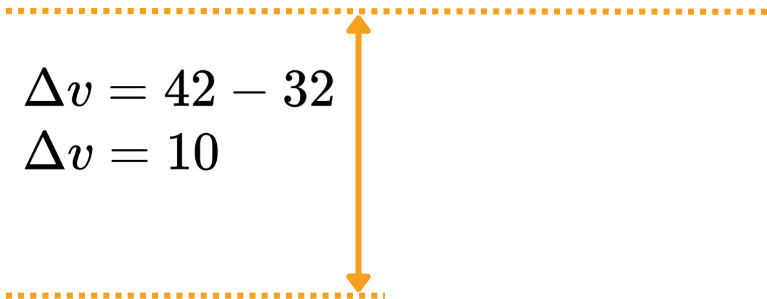 Δv = 42 − 32
Δv = 10